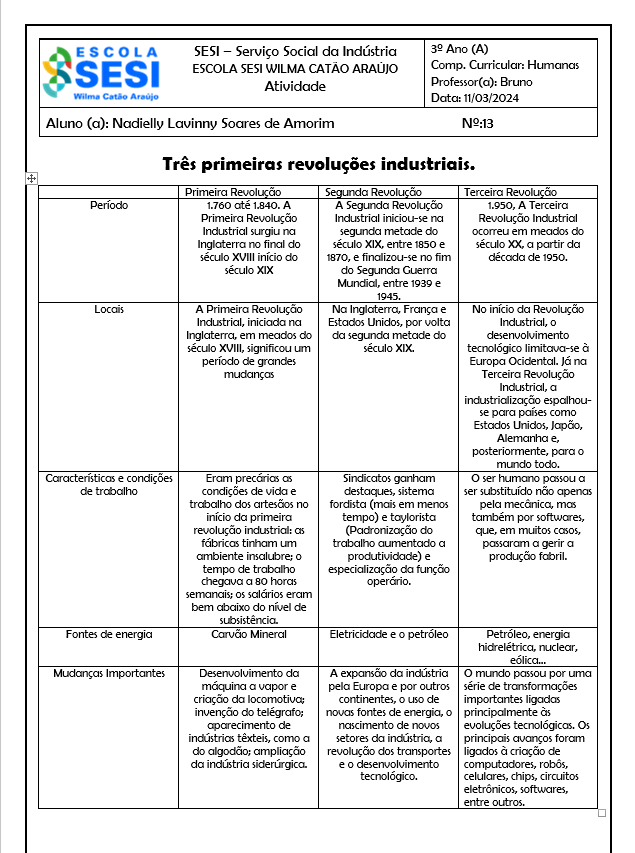 ESCOLA
SESI
Wilma Catão Araújo
SESI – Serviço Social da Indústria
ESCOLA SESI WILMA CATÃO ARAÚJO
Atividade
3º Ano (A)
Comp. Curricular: Humanas
Professor(a): Bruno
Data: 11/03/2024
Aluno (a): Nadielly Lavinny Soares de Amorim Nº:13
Três primeiras revoluções industriais.
Primeira Revolução
Segunda Revolução
Terceira Revolução
Período
1.760 até 1.840. A
Primeira Revolução
Industrial surgiu na
Inglaterra no final do
século XVIII início do
século XIX
A Segunda Revolução
Industrial iniciou-se na
segunda metade do
século XIX, entre 1850 e
1870, e finalizou-se no fim
do Segunda Guerra
Mundial, entre 1939 e
1945.
1.950, A Terceira
Revolução Industrial
ocorreu em meados do
século XX, a partir da
década de 1950.
Locais
A Primeira Revolução
Industrial, iniciada na
Inglaterra, em meados do
século XVIII, significou um
período de grandes
mudanças
Na Inglaterra, França e
Estados Unidos, por volta
da segunda metade do
século XIX.
No início da Revolução
Industrial, o
desenvolvimento
tecnológico limitava-se à
Europa Ocidental. Já na
Terceira Revolução
Industrial, a
industrialização espalhou-
se para países como
Estados Unidos, Japão,
Alemanha e,
posteriormente, para o
mundo todo.
Características e condições
de trabalho
Eram precárias as
condições de vida e
trabalho dos artesãos no
início da primeira
revolução industrial: as
fábricas tinham um
ambiente insalubre; o
tempo de trabalho
chegava a 80 horas
semanais; os salários eram
bem abaixo do nível de
subsistência.
Sindicatos ganham
destaques, sistema
fordista (mais em menos
tempo) e taylorista
(Padronização do
trabalho aumentado a
produtividade) e
especialização da função
operário.
O ser humano passou a
ser substituído não apenas
pela mecânica, mas
também por softwares,
que, em muitos casos,
passaram a gerir a
produção fabril.
Fontes de energia
Carvão Mineral
Eletricidade e o petróleo
Petróleo, energia
hidrelétrica, nuclear,
eólica...
Mudanças Importantes
Desenvolvimento da
máquina a vapor e
criação da locomotiva;
invenção do telégrafo;
aparecimento de
indústrias têxteis, como a
do algodão; ampliação
da indústria siderúrgica.
A expansão da indústria
pela Europa e por outros
continentes, o uso de
novas fontes de energia, o
nascimento de novos
setores da indústria, a
revolução dos transportes
e o desenvolvimento
tecnológico.
O mundo passou por uma
série de transformações
importantes ligadas
principalmente às
evoluções tecnológicas. Os
principais avanços foram
ligados à criação de
computadores, robôs,
celulares, chips, circuitos
eletrônicos, softwares,
entre outros.